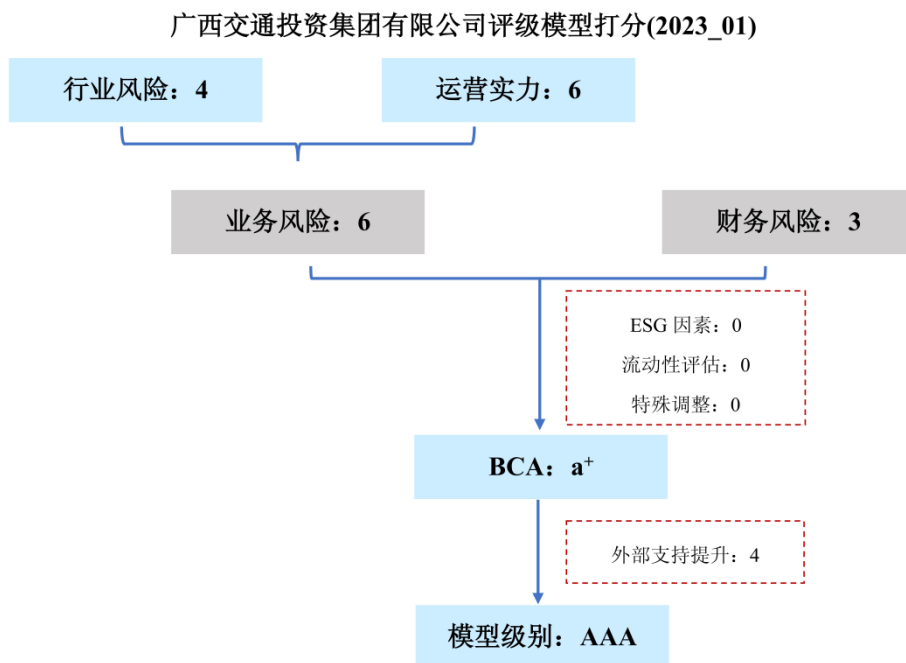 广西交通投资集团有限公司评级模型打分(2023_01)
行业风险：4
运营实力：6
业务风险：6
财务风险：3
ESG 因素：0
流动性评估：0
特殊调整：0
BCA：a⁺
外部支持提升：4
模型级别：AAA